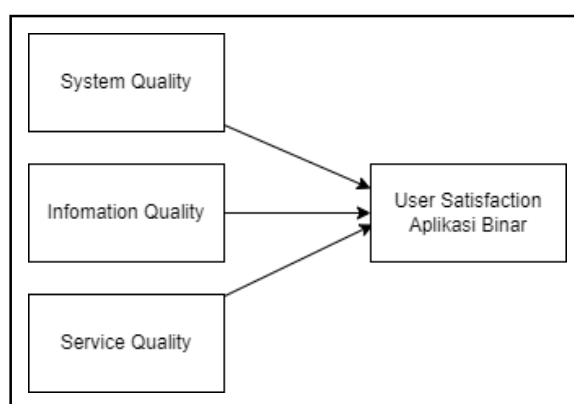 System Quality
Infomation Quality
User Satisfaction
Aplikasi Binar
Service Quality